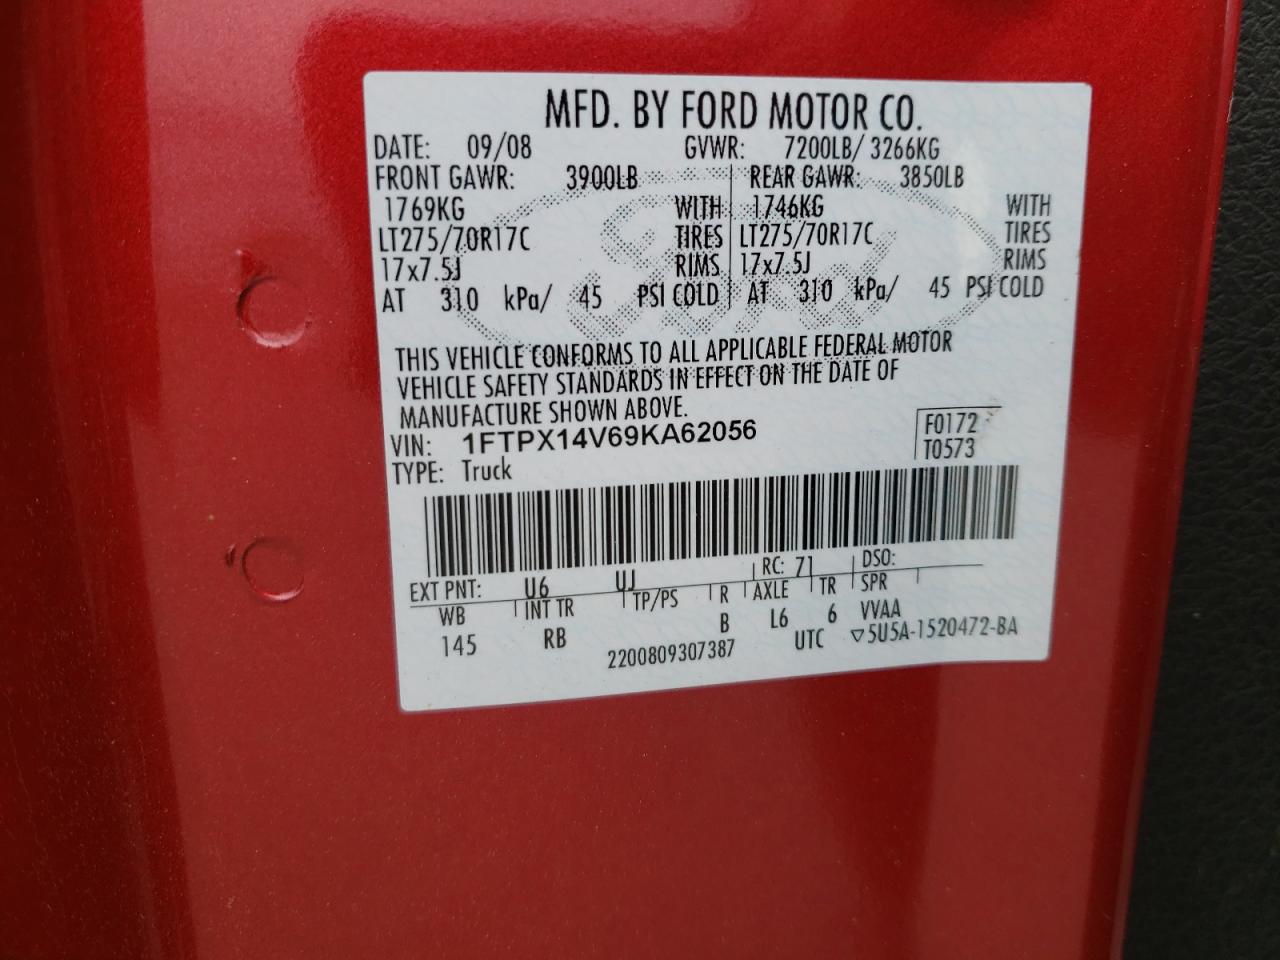 MFD. BY FORD MOTOR CO.
DATE: 09/08 GVWR: 7200LB/ 3266KG
FRONT GAWR: 3900LB REAR GAWR: 3850LB
1769KG WITH 1746KG WITH
LT275/70R17C TIRES LT275/70R17C TIRES
17x7.5J RIMS 17x7.5J RIMS
AT 310 kPa/ 45 PSI COLD AT 310 kPa/ 45 PSI COLD
THIS VEHICLE CONFORMS TO ALL APPLICABLE FEDERAL MOTOR
VEHICLE SAFETY STANDARDS IN EFFECT ON THE DATE OF
MANUFACTURE SHOWN ABOVE.
VIN: 1FTPX14V69KA62056 F0172
TYPE: Truck T0573
EXT PNT: U6 UJ RC: 71 DSO:
WB INT TR TP/PS R AXLE TR SPR
145 RB B L6 6 VVAA
2200809307387 UTC ▽5U5A-1520472-BA